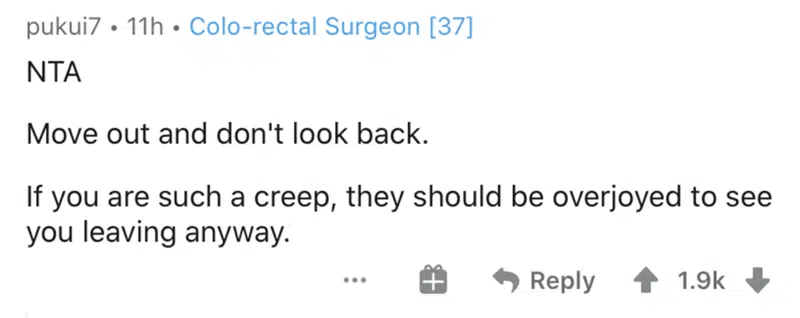 pukui7 • 11h • Colo-rectal Surgeon [37]
NTA
Move out and don't look back.
If you are such a creep, they should be overjoyed to see
you leaving anyway.
... Reply 1.9k